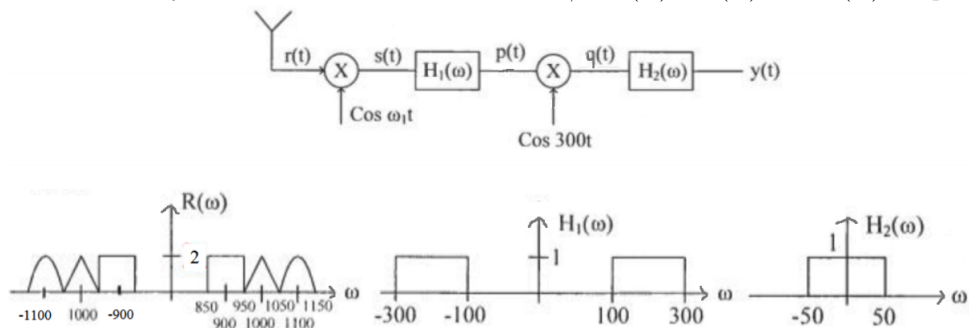 r(t) X s(t) H₁(ω) p(t) X q(t) H₂(ω) y(t)
Cos ω₁t
Cos 300t
R(ω) H₁(ω) H₂(ω)
2 1 1
-1100 1000 -900 850 900 950 1000 1050 1100 1150 ω
-300 -100 100 300 ω
-50 50 ω